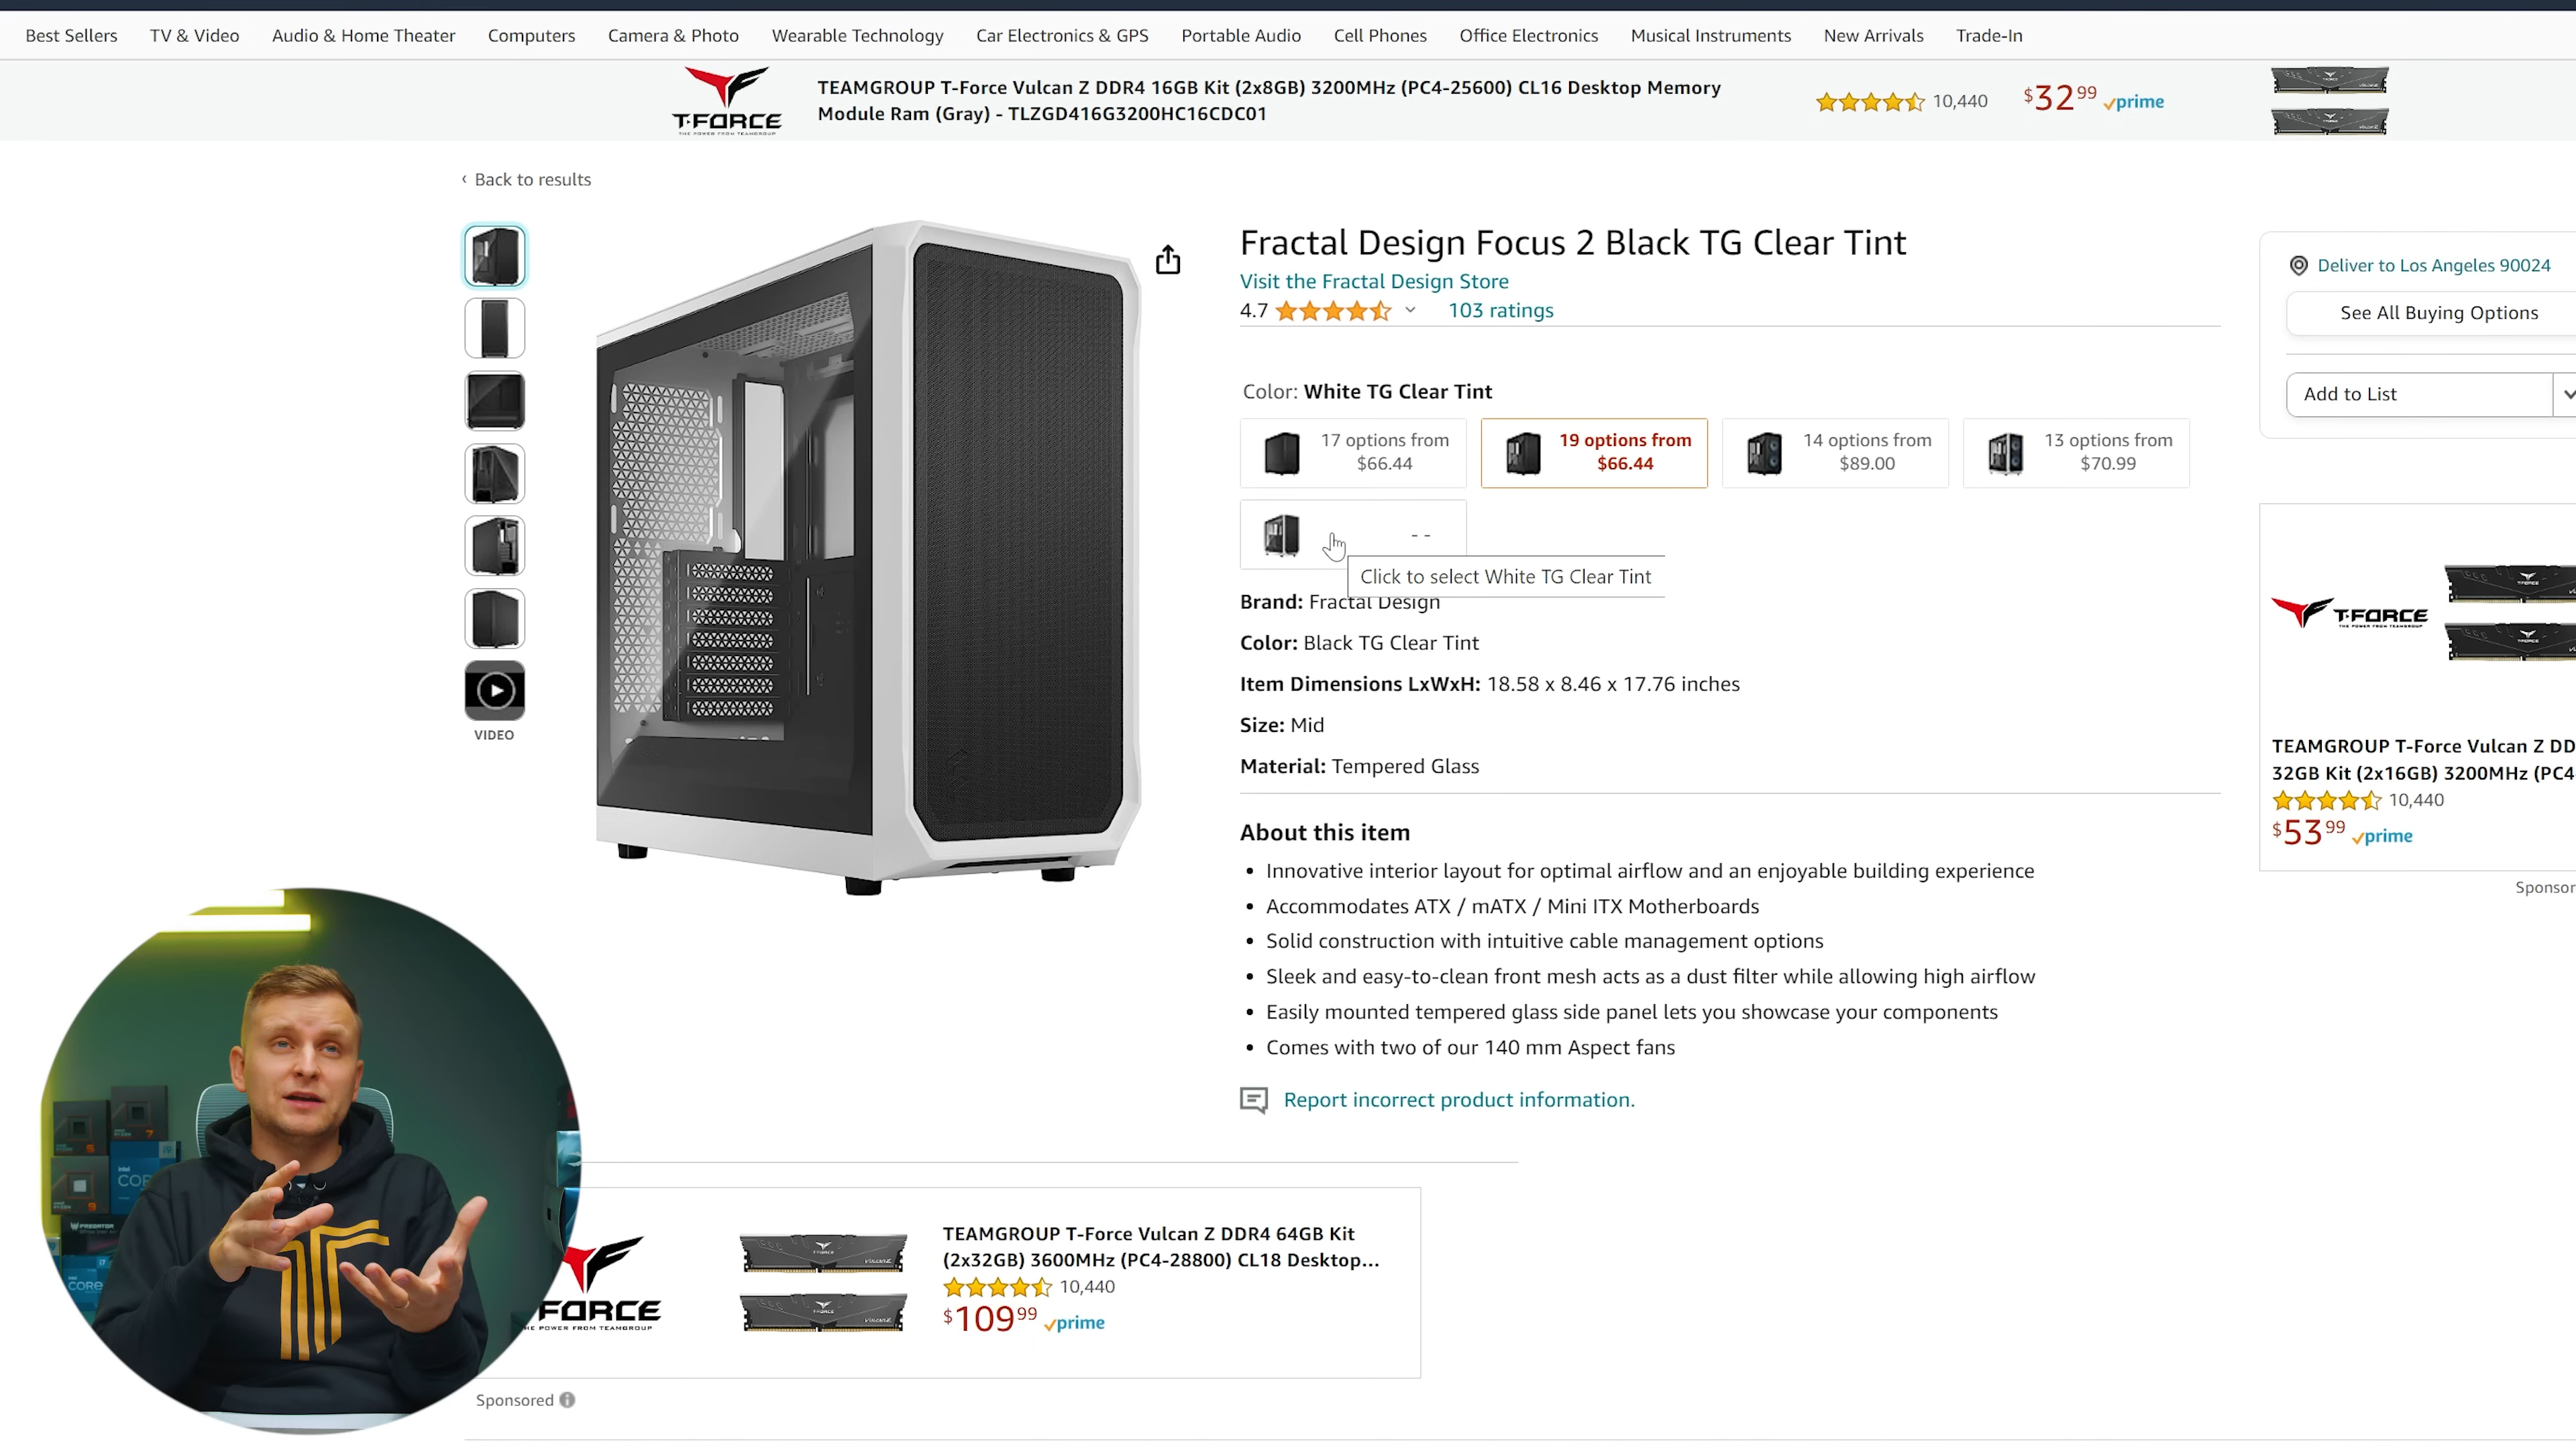 Best Sellers TV & Video Audio & Home Theater Computers Camera & Photo Wearable Technology Car Electronics & GPS Portable Audio Cell Phones Office Electronics Musical Instruments New Arrivals Trade-In
T-FORCE
THE POWER FROM TEAMGROUP
TEAMGROUP T-Force Vulcan Z DDR4 16GB Kit (2x8GB) 3200MHz (PC4-25600) CL16 Desktop Memory
Module Ram (Gray) - TLZGD416G3200HC16CDC01
10,440
$32 99 prime
‹ Back to results
VIDEO
Fractal Design Focus 2 Black TG Clear Tint
Visit the Fractal Design Store
4.7 103 ratings
Color: White TG Clear Tint
17 options from
$66.44
19 options from
$66.44
14 options from
$89.00
13 options from
$70.99
- -
Click to select White TG Clear Tint
Brand: Fractal Design
Color: Black TG Clear Tint
Item Dimensions LxWxH: 18.58 x 8.46 x 17.76 inches
Size: Mid
Material: Tempered Glass
About this item
• Innovative interior layout for optimal airflow and an enjoyable building experience
• Accommodates ATX / mATX / Mini ITX Motherboards
• Solid construction with intuitive cable management options
• Sleek and easy-to-clean front mesh acts as a dust filter while allowing high airflow
• Easily mounted tempered glass side panel lets you showcase your components
• Comes with two of our 140 mm Aspect fans
Report incorrect product information.
Deliver to Los Angeles 90024
See All Buying Options
Add to List
T-FORCE
THE POWER FROM TEAMGROUP
TEAMGROUP T-Force Vulcan Z DD
32GB Kit (2x16GB) 3200MHz (PC4
10,440
$53 99 prime
Sponsor
intel
CORE
PREDATOR
CORE
FORCE
HE POWER FROM TEAMGROUP
TEAMGROUP T-Force Vulcan Z DDR4 64GB Kit
(2x32GB) 3600MHz (PC4-28800) CL18 Desktop...
10,440
$109 99 prime
Sponsored